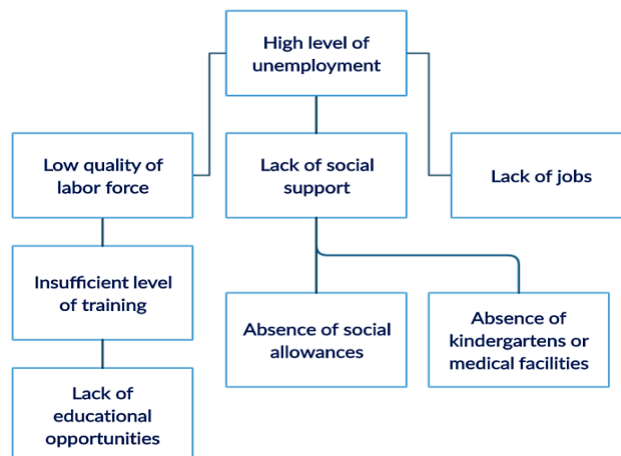 High level of
unemployment
Low quality of
labor force
Lack of social
support
Lack of jobs
Insufficient level
of training
Absence of social
allowances
Absence of
kindergartens or
medical facilities
Lack of
educational
opportunities